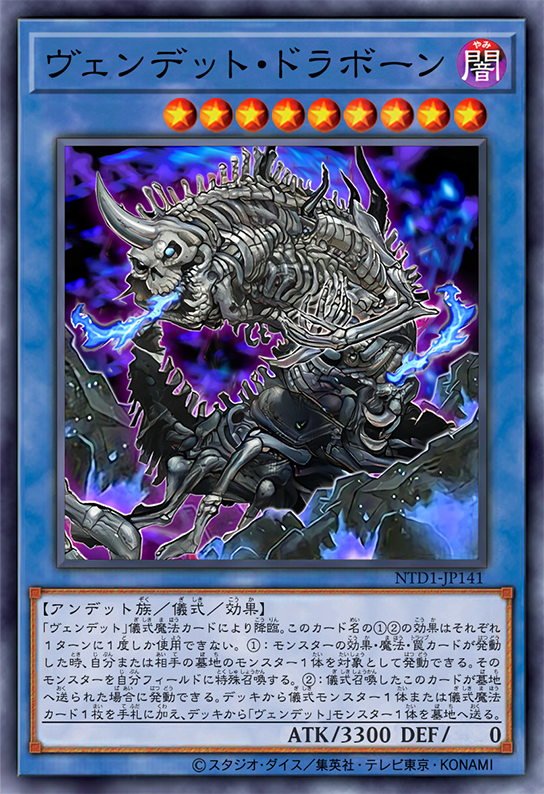 ヴェンデット・ドラボーン
やみ
闇
NTD1-JP141
【アンデット族／儀式／効果】
「ヴェンデット」儀式魔法カードにより降臨。このカード名の①②の効果はそれぞれ
１ターンに１度しか使用できない。①：モンスターの効果・魔法・罠カードが発動
した時、自分または相手の墓地のモンスター１体を対象として発動できる。その
モンスターを自分フィールドに特殊召喚する。②：儀式召喚したこのカードが墓地
へ送られた場合に発動できる。デッキから儀式モンスター１体または儀式魔法
カード１枚を手札に加え、デッキから「ヴェンデット」モンスター１体を墓地へ送る。
ATK/3300 DEF/ 0
©スタジオ・ダイス／集英社・テレビ東京・KONAMI